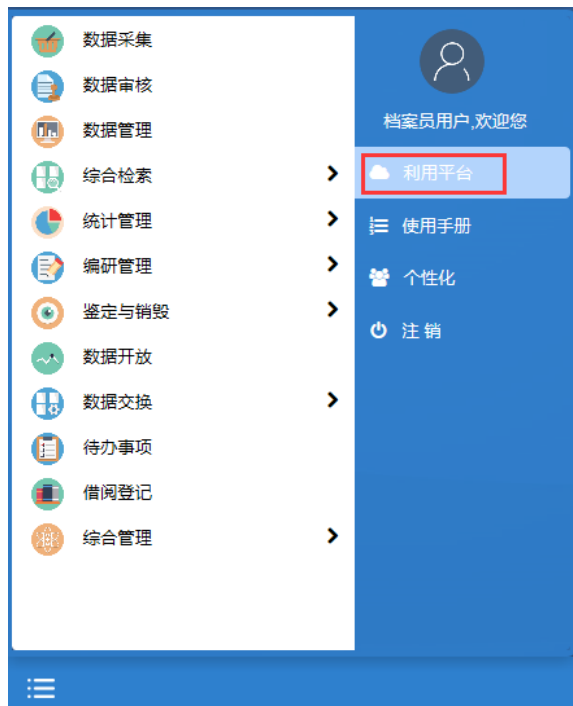 数据采集
数据审核
数据管理
综合检索
统计管理
编研管理
鉴定与销毁
数据开放
数据交换
待办事项
借阅登记
综合管理
档案员用户,欢迎您
利用平台
使用手册
个性化
注 销